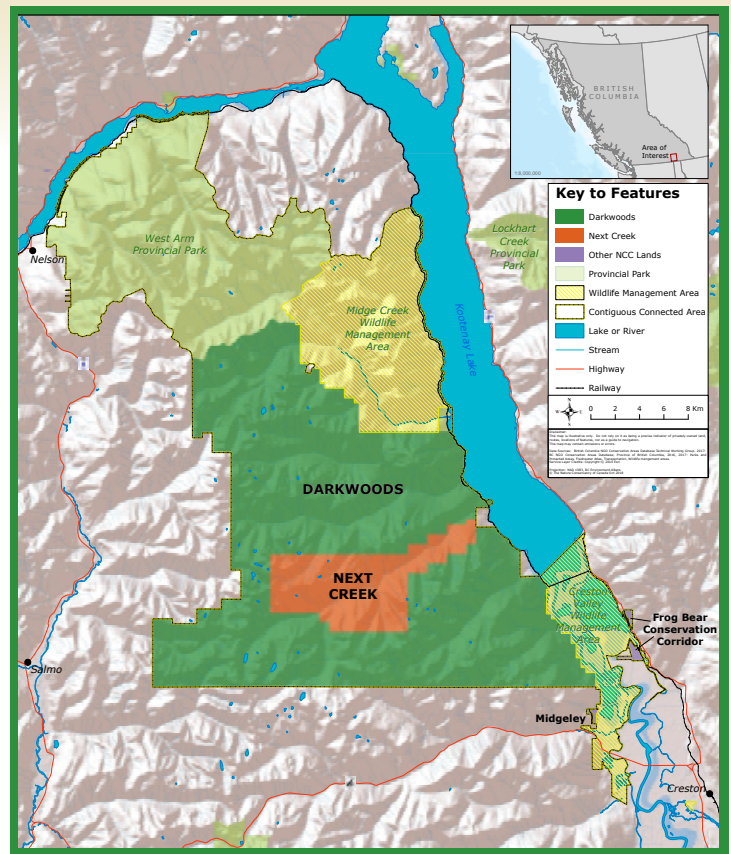 BRITISH
COLUMBIA
Area of
Interest
Key to Features
Darkwoods
Next Creek
Other NCC Lands
Provincial Park
Wildlife Management Area
Contiguous Connected Area
Lake or River
Stream
Highway
Railway
N
W
E
S
0 2 4 6 8 Km
West Arm
Provincial Park
Nelson
Lockhart
Creek
Provincial
Park
Midge Creek
Wildlife
Management
Area
Kootenay Lake
DARKWOODS
NEXT
CREEK
Creston
Valley
Wildlife
Management
Area
Frog Bear
Conservation
Corridor
Salmo
Midgeley
Creston